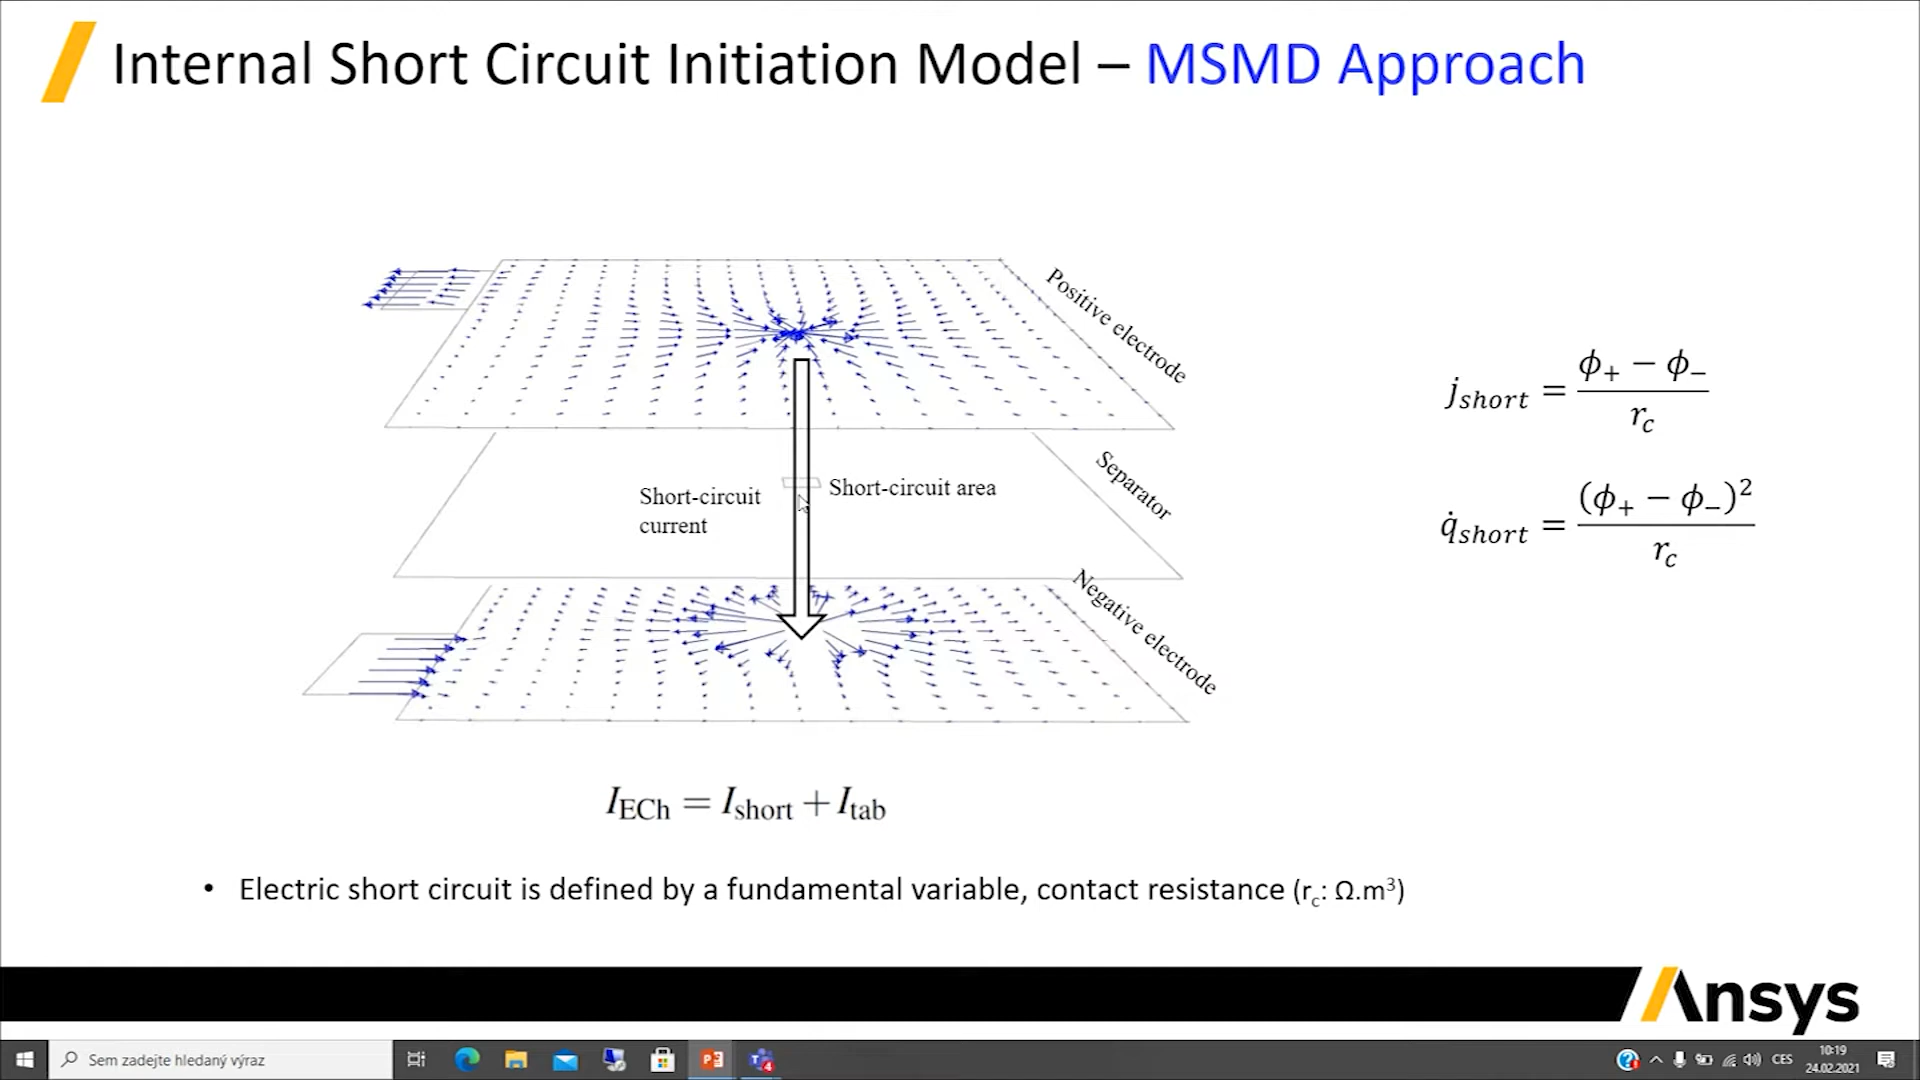 Internal Short Circuit Initiation Model – MSMD Approach
Positive electrode
Separator
Short-circuit current
Short-circuit area
Negative electrode
j_short = (ϕ₊ − ϕ₋) / r_c
q̇_short = (ϕ₊ − ϕ₋)² / r_c
I_ECh = I_short + I_tab
• Electric short circuit is defined by a fundamental variable, contact resistance (r_c: Ω.m³)
Ansys
Sem zadejte hledaný výraz
4
CES
10:19
24.02.2021